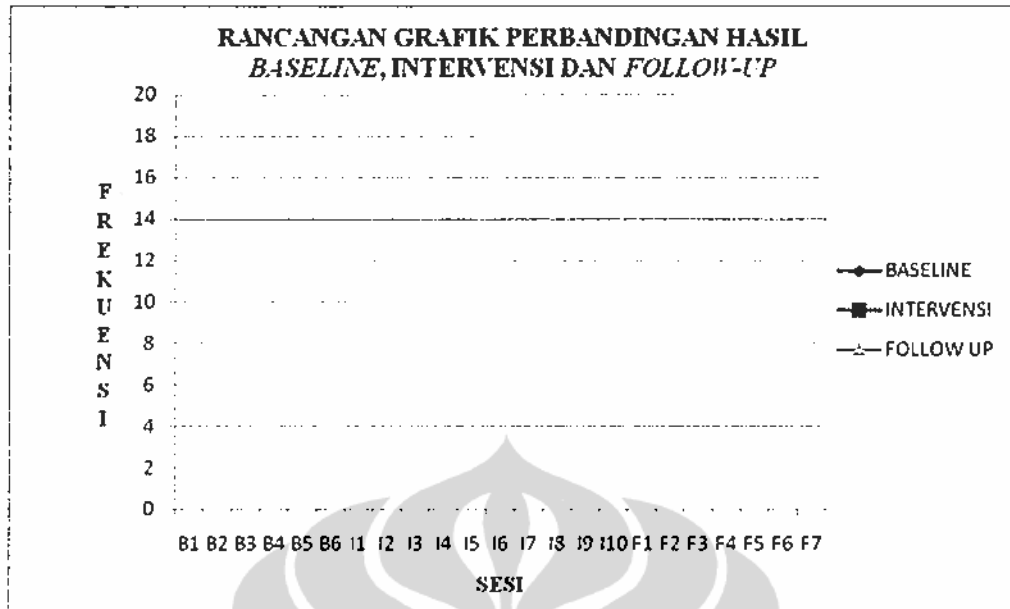 RANCANGAN GRAFIK PERBANDINGAN HASIL
BASELINE, INTERVENSI DAN FOLLOW-UP
20
18
16
14
12
10
8
6
4
2
0
F
R
E
K
U
E
N
S
I
B1 B2 B3 B4 B5 B6 I1 I2 I3 I4 I5 I6 I7 I8 I9 I10 F1 F2 F3 F4 F5 F6 F7
SESI
BASELINE
INTERVENSI
FOLLOW UP